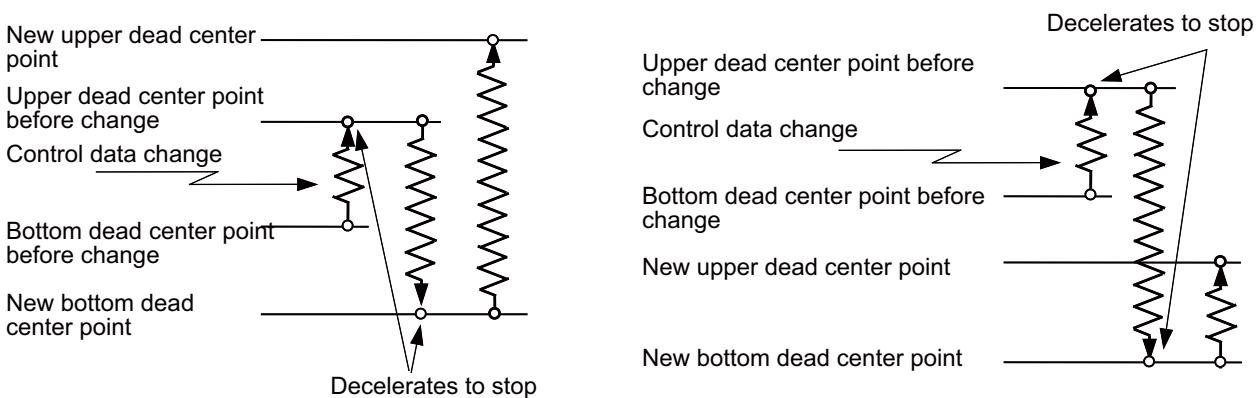 New upper dead center
point
Upper dead center point
before change
Control data change
Bottom dead center point
before change
New bottom dead
center point
Decelerates to stop
Decelerates to stop
Upper dead center point before
change
Control data change
Bottom dead center point before
change
New upper dead center point
New bottom dead center point